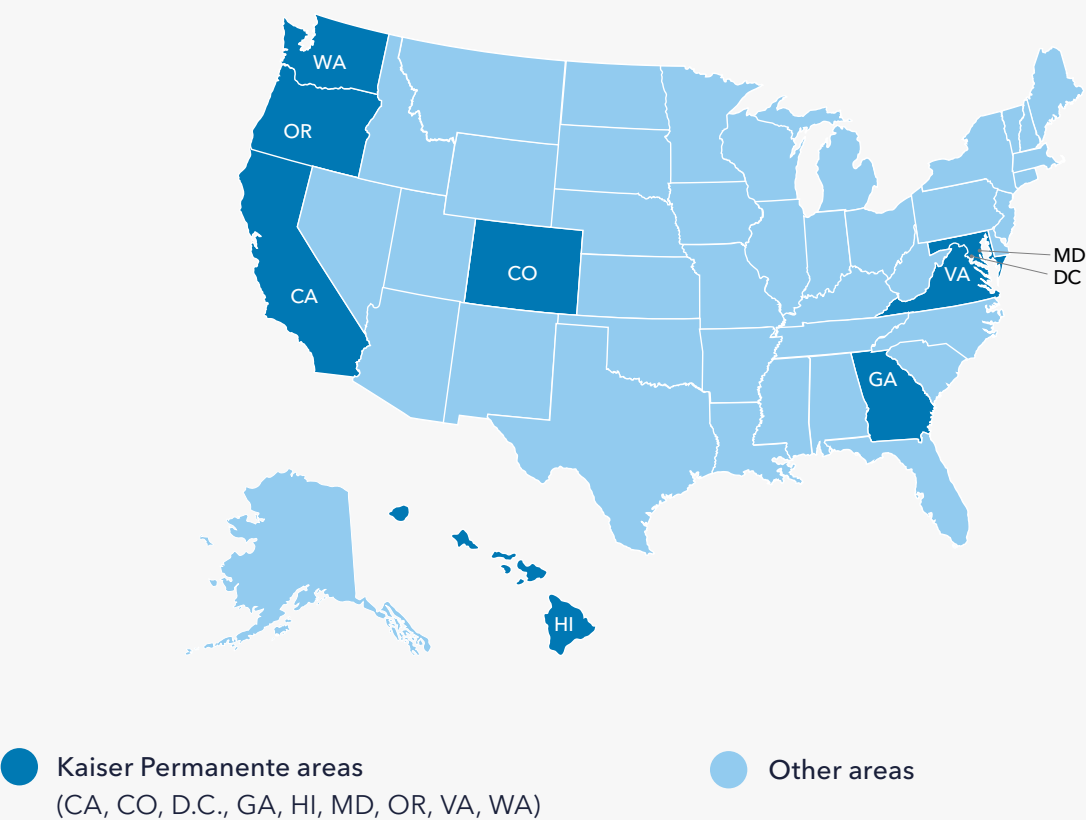 WA
OR
CA
CO
MD
DC
VA
GA
HI
Kaiser Permanente areas
(CA, CO, D.C., GA, HI, MD, OR, VA, WA)
Other areas